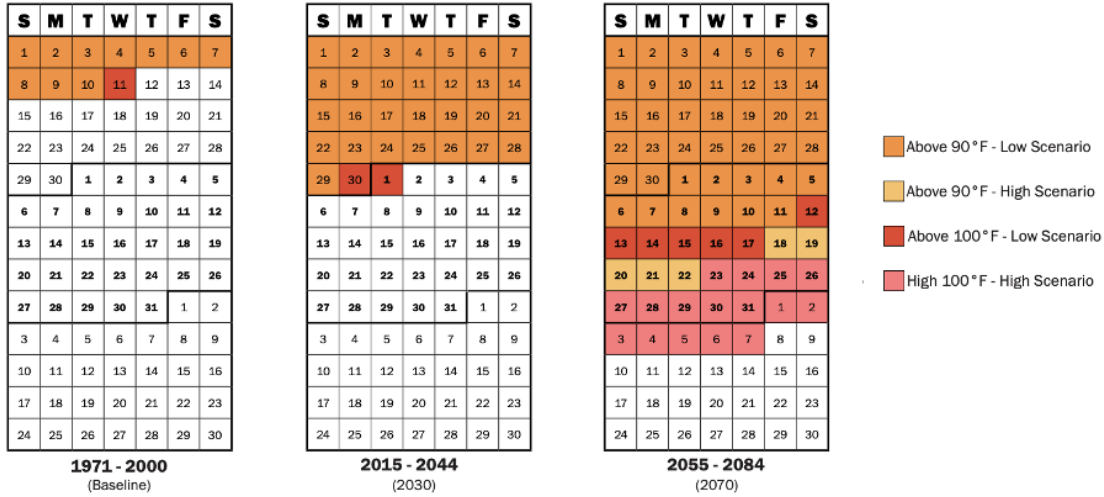 S M T W T F S
1 2 3 4 5 6 7
8 9 10 11 12 13 14
15 16 17 18 19 20 21
22 23 24 25 26 27 28
29 30 1 2 3 4 5
6 7 8 9 10 11 12
13 14 15 16 17 18 19
20 21 22 23 24 25 26
27 28 29 30 31 1 2
3 4 5 6 7 8 9
10 11 12 13 14 15 16
17 18 19 20 21 22 23
24 25 26 27 28 29 30
1971 - 2000
(Baseline)
S M T W T F S
1 2 3 4 5 6 7
8 9 10 11 12 13 14
15 16 17 18 19 20 21
22 23 24 25 26 27 28
29 30 1 2 3 4 5
6 7 8 9 10 11 12
13 14 15 16 17 18 19
20 21 22 23 24 25 26
27 28 29 30 31 1 2
3 4 5 6 7 8 9
10 11 12 13 14 15 16
17 18 19 20 21 22 23
24 25 26 27 28 29 30
2015 - 2044
(2030)
S M T W T F S
1 2 3 4 5 6 7
8 9 10 11 12 13 14
15 16 17 18 19 20 21
22 23 24 25 26 27 28
29 30 1 2 3 4 5
6 7 8 9 10 11 12
13 14 15 16 17 18 19
20 21 22 23 24 25 26
27 28 29 30 31 1 2
3 4 5 6 7 8 9
10 11 12 13 14 15 16
17 18 19 20 21 22 23
24 25 26 27 28 29 30
2055 - 2084
(2070)
Above 90°F - Low Scenario
Above 90°F - High Scenario
Above 100°F - Low Scenario
High 100°F - High Scenario